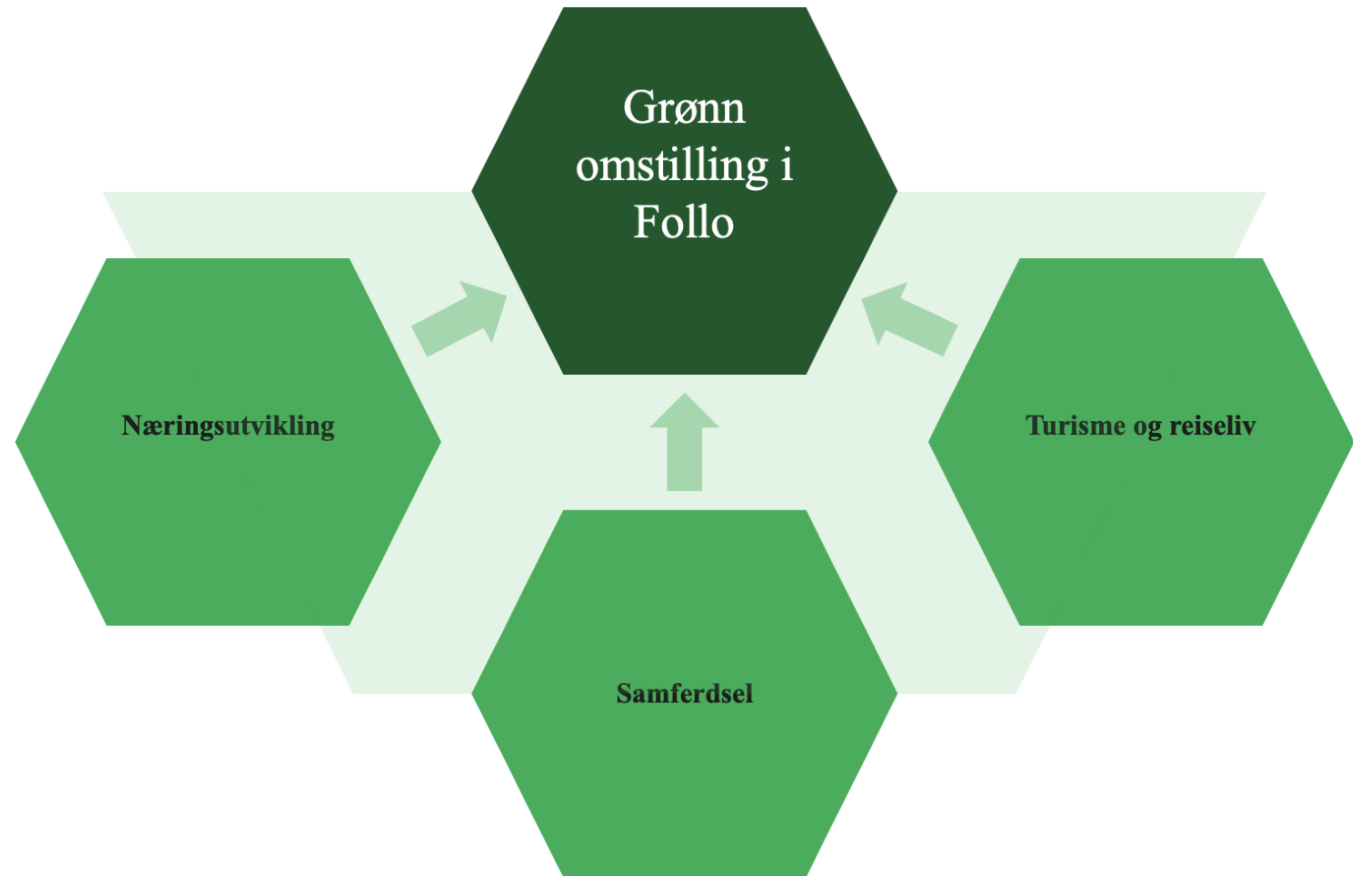 Grønn
omstilling i
Follo
Næringsutvikling
Turisme og reiseliv
Samferdsel